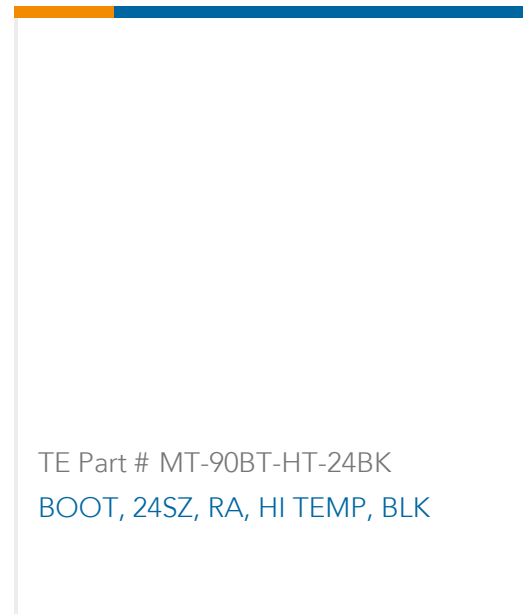 TE Part # MT-90BT-HT-24BK
BOOT, 24SZ, RA, HI TEMP, BLK